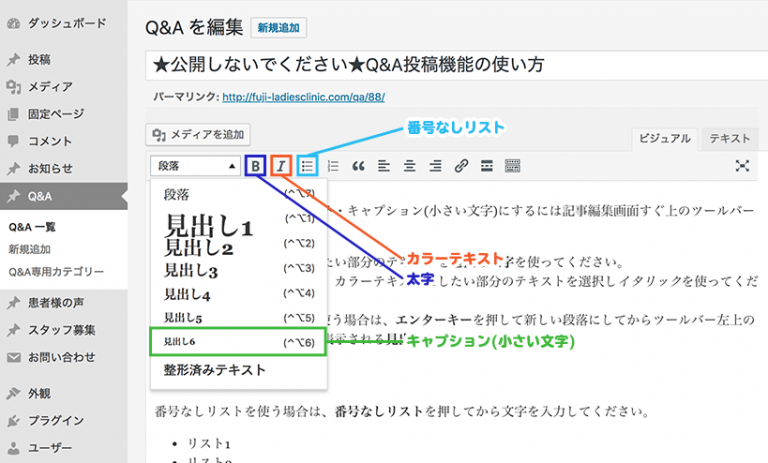 ダッシュボード
投稿
メディア
固定ページ
コメント
お知らせ
Q&A
Q&A 一覧
新規追加
Q&A専用カテゴリー
患者様の声
スタッフ募集
お問い合わせ
外観
プラグイン
ユーザー
Q&A を編集 新規追加
★公開しないでください★Q&A投稿機能の使い方
パーマリンク: http://fuji-ladiesclinic.com/qa/88/
メディアを追加
番号なしリスト
ビジュアル テキスト
段落 B I
段落
見出し1 (^⌥1)
見出し2 (^⌥2)
見出し3 (^⌥3)
見出し4 (^⌥4)
見出し5 (^⌥5)
見出し6 (^⌥6)
整形済みテキスト
・キャプション(小さい文字)にするには記事編集画面すぐ上のツールバー
カラーテキスト
太字
たい部分のテ
を使ってください。
カラーテキス
したい部分のテキストを選択しイタリックを使ってくだ
使う場合は、エンターキーを押して新しい段落にしてからツールバー左上の
示される見
キャプション(小さい文字)
番号なしリストを使う場合は、番号なしリストを押してから文字を入力してください。
• リスト1